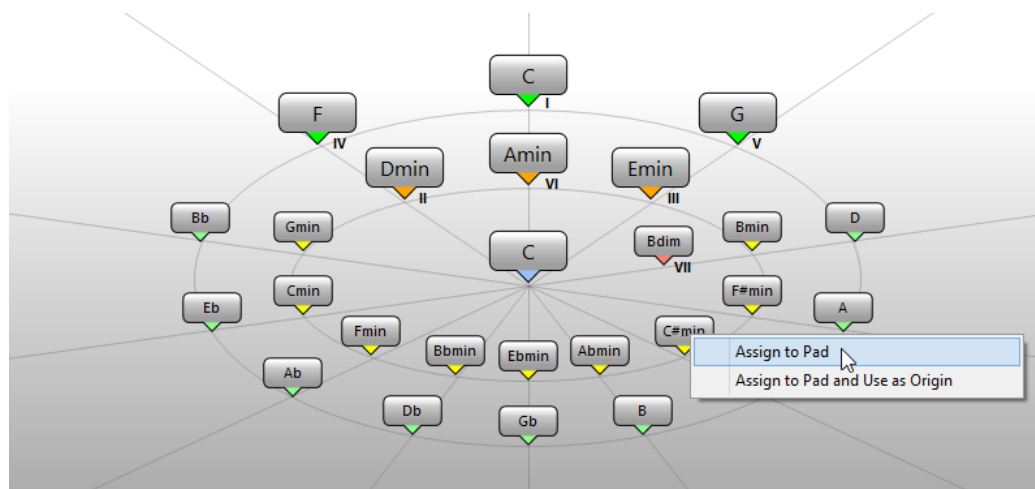 C
I
F
IV
G
V
Amin
VI
Dmin
II
Emin
III
Bb
Gmin
Bmin
D
C
Bdim
VII
Eb
Cmin
F#min
A
Fmin
C#min
Bbmin
Ebmin
Abmin
Assign to Pad
Assign to Pad and Use as Origin
Ab
Db
Gb
B